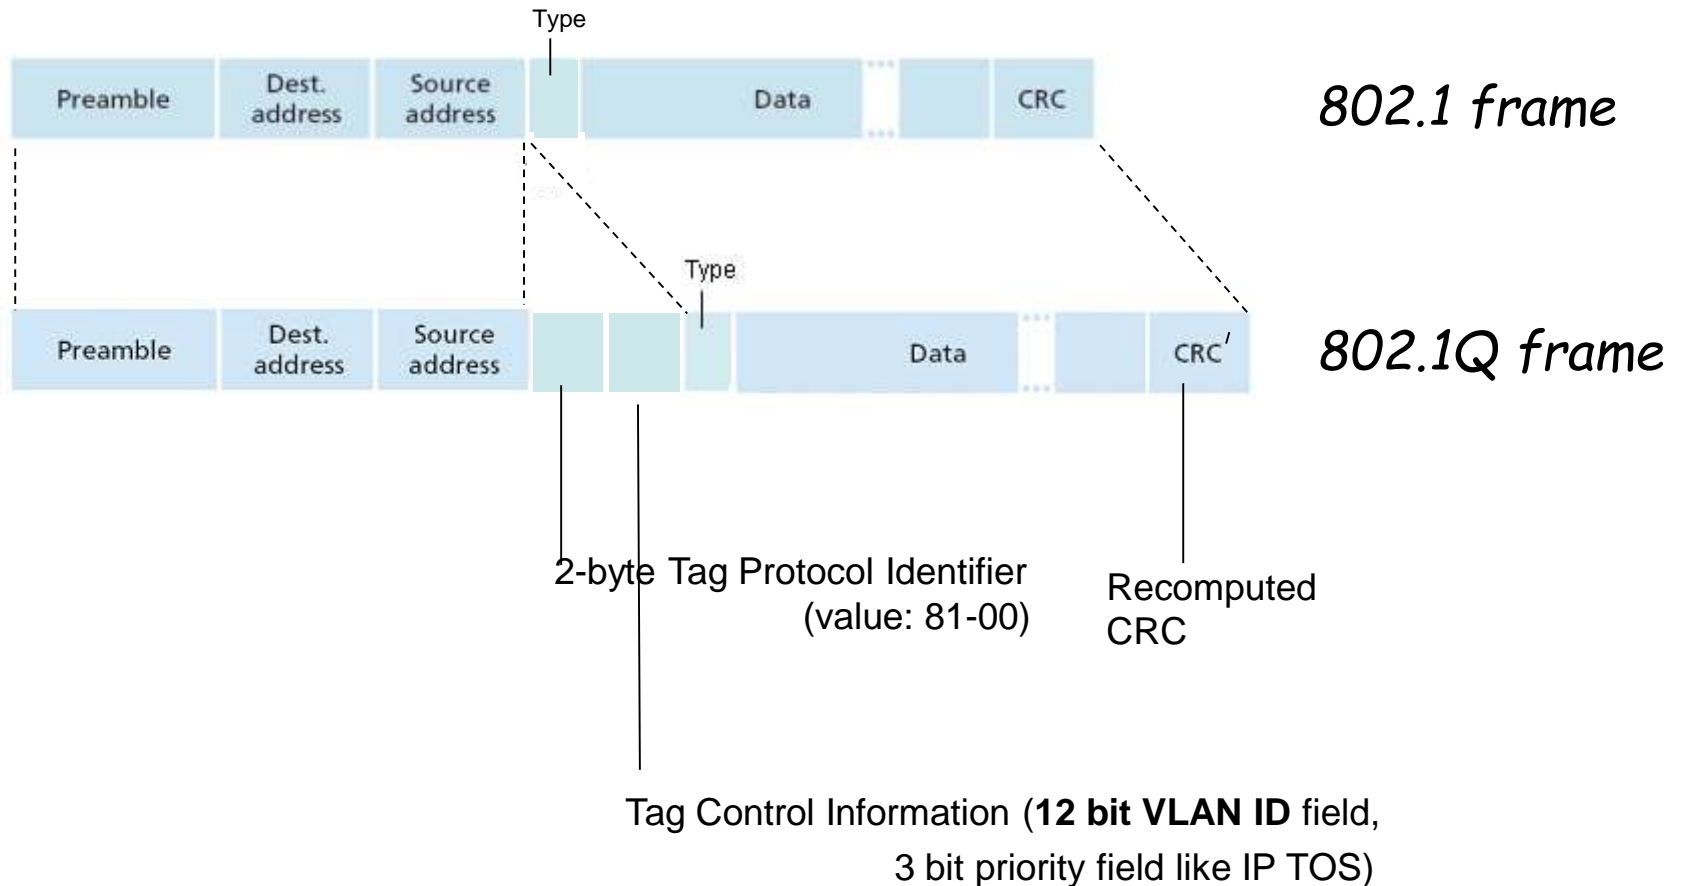 Type
Preamble Dest. address Source address Data CRC 802.1 frame
Type
Preamble Dest. address Source address Data CRC' 802.1Q frame
2-byte Tag Protocol Identifier
(value: 81-00)
Recomputed
CRC
Tag Control Information (12 bit VLAN ID field,
3 bit priority field like IP TOS)